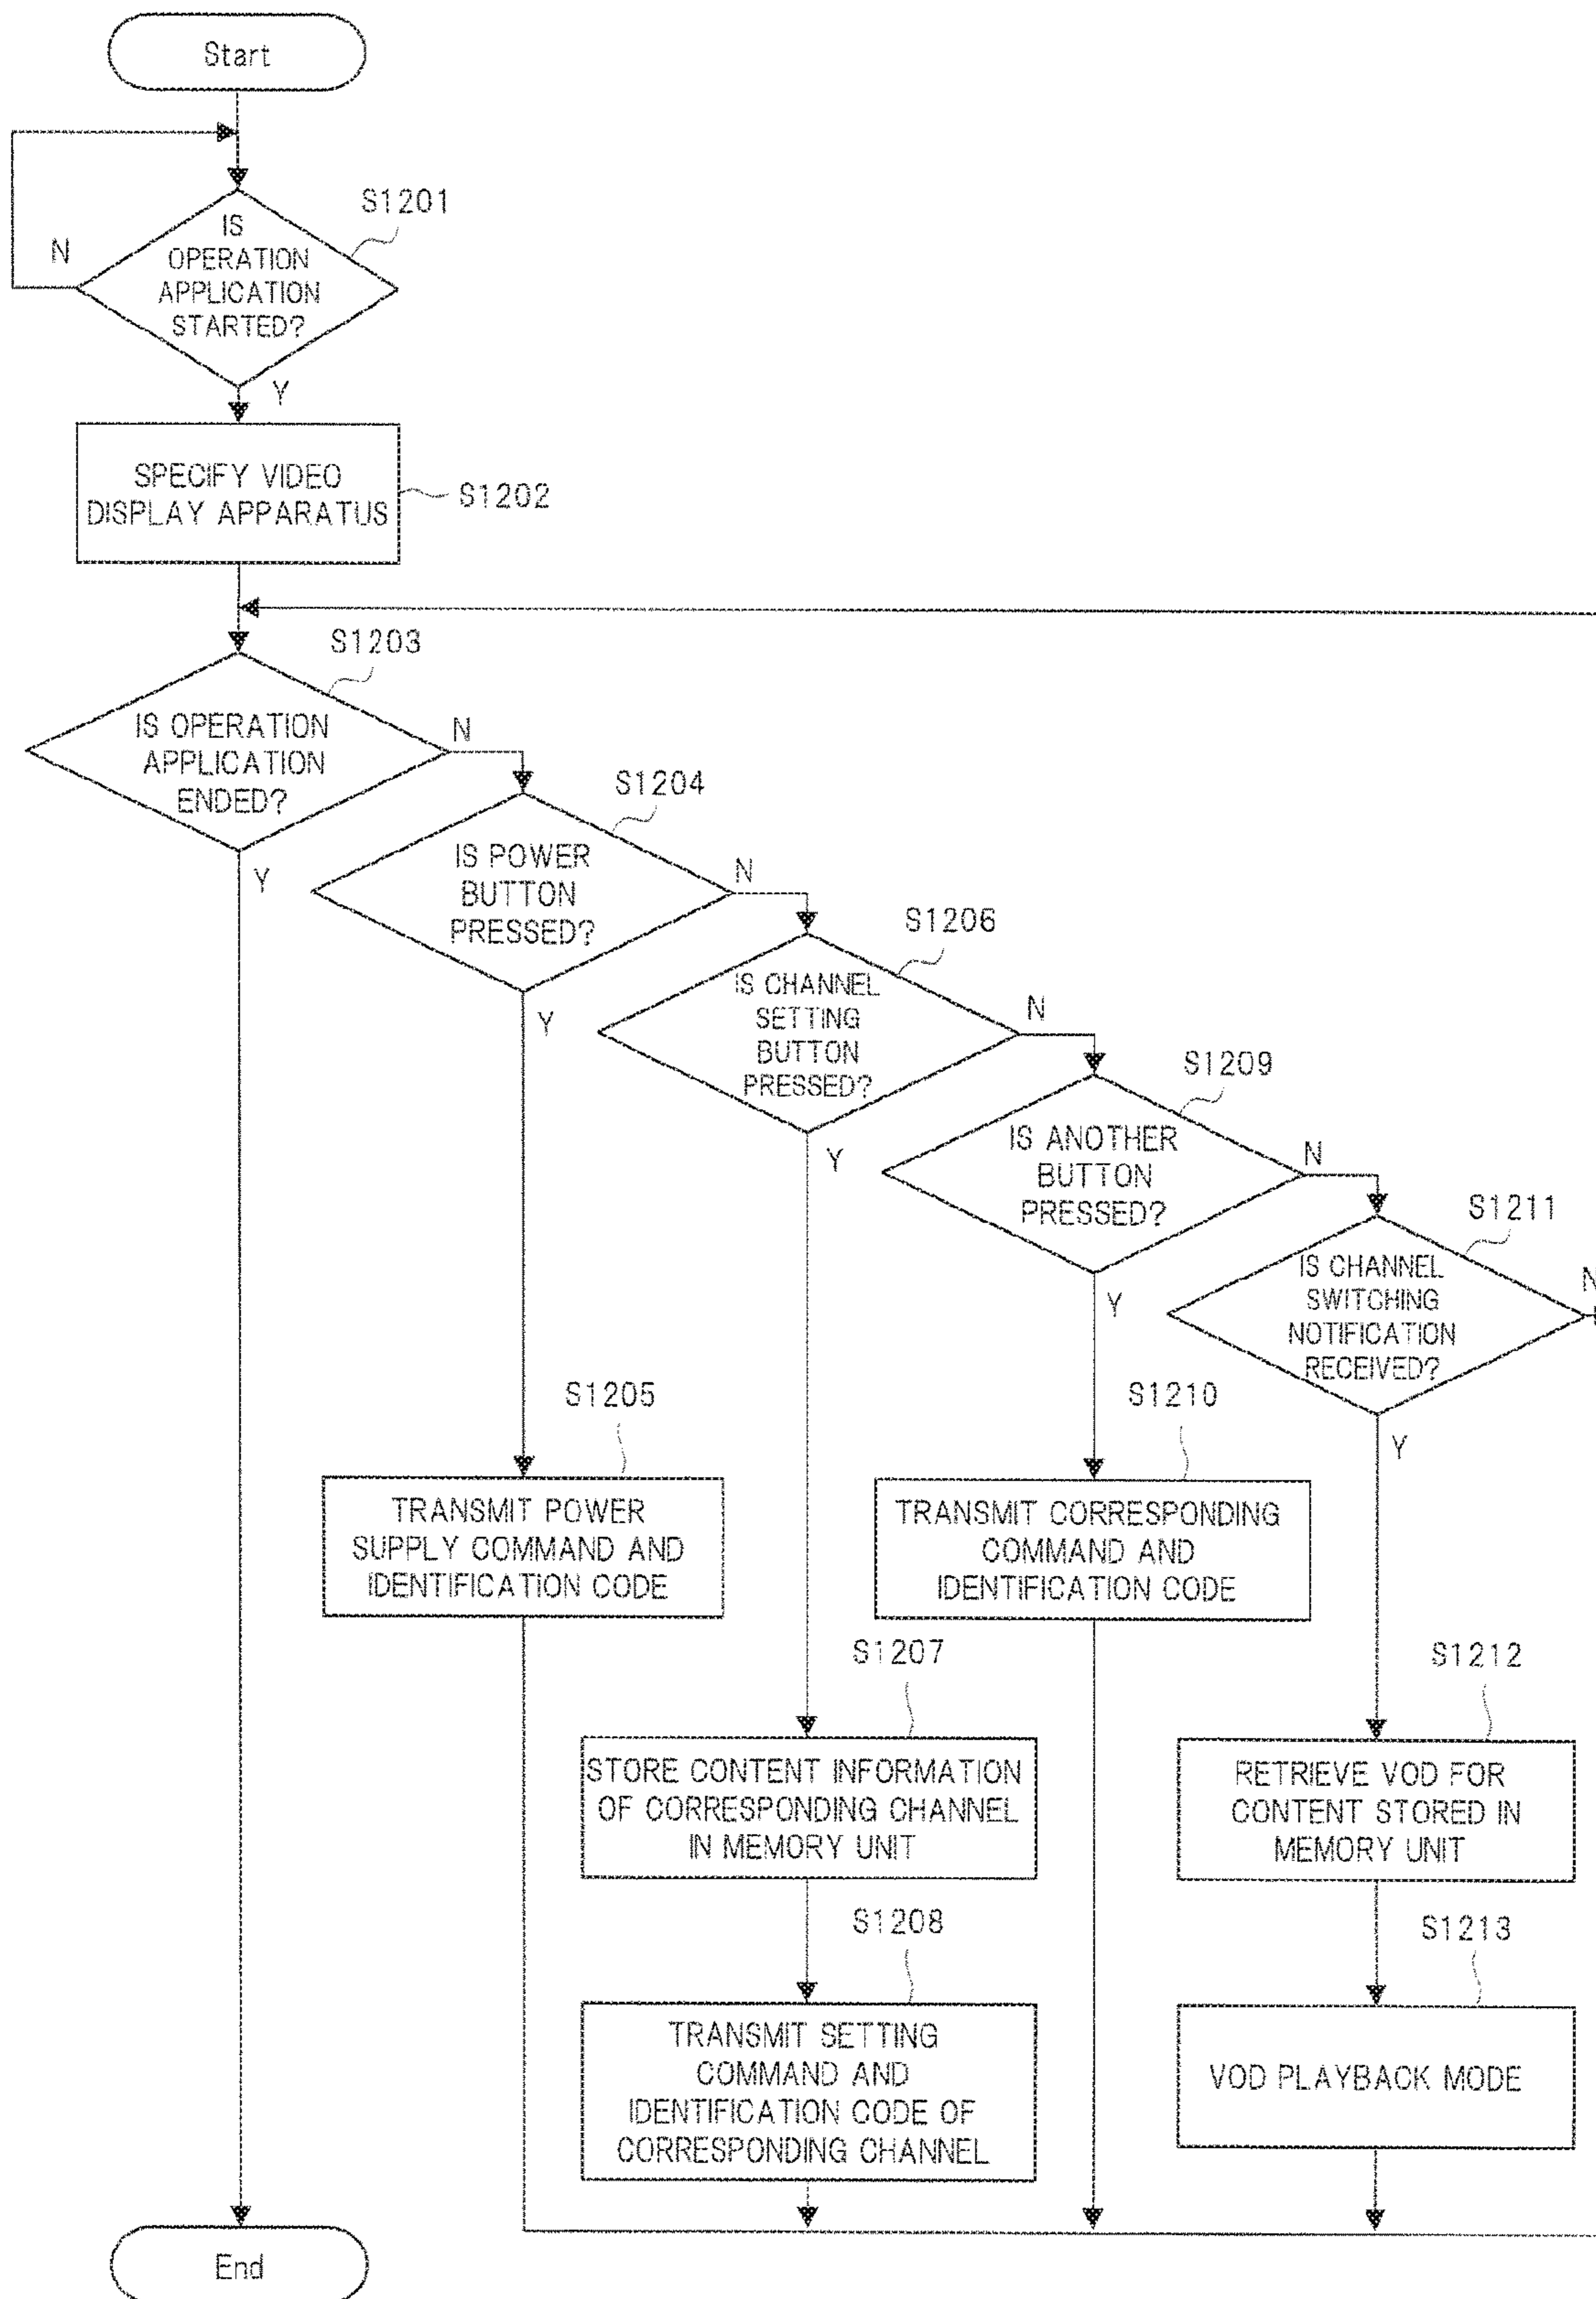 Start
S1201
N
IS
OPERATION
APPLICATION
STARTED?
Y
SPECIFY VIDEO
DISPLAY APPARATUS
S1202
S1203
IS OPERATION
APPLICATION
ENDED?
N
Y
S1204
IS POWER
BUTTON
PRESSED?
N
Y
S1206
IS CHANNEL
SETTING
BUTTON
PRESSED?
N
Y
S1209
IS ANOTHER
BUTTON
PRESSED?
N
Y
S1211
IS CHANNEL
SWITCHING
NOTIFICATION
RECEIVED?
N
Y
S1205
TRANSMIT POWER
SUPPLY COMMAND AND
IDENTIFICATION CODE
S1210
TRANSMIT CORRESPONDING
COMMAND AND
IDENTIFICATION CODE
S1207
STORE CONTENT INFORMATION
OF CORRESPONDING CHANNEL
IN MEMORY UNIT
S1212
RETRIEVE VOD FOR
CONTENT STORED IN
MEMORY UNIT
S1208
TRANSMIT SETTING
COMMAND AND
IDENTIFICATION CODE OF
CORRESPONDING CHANNEL
S1213
VOD PLAYBACK MODE
End